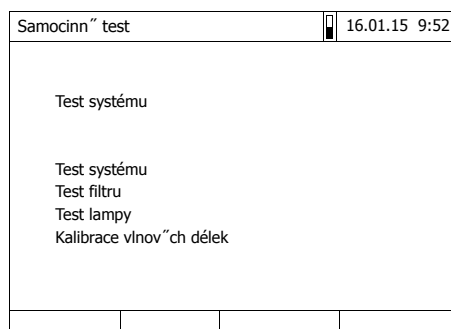 Samocinn˝ test
16.01.15 9:52
Test systému
Test systému
Test filtru
Test lampy
Kalibrace vlnov˝ch délek